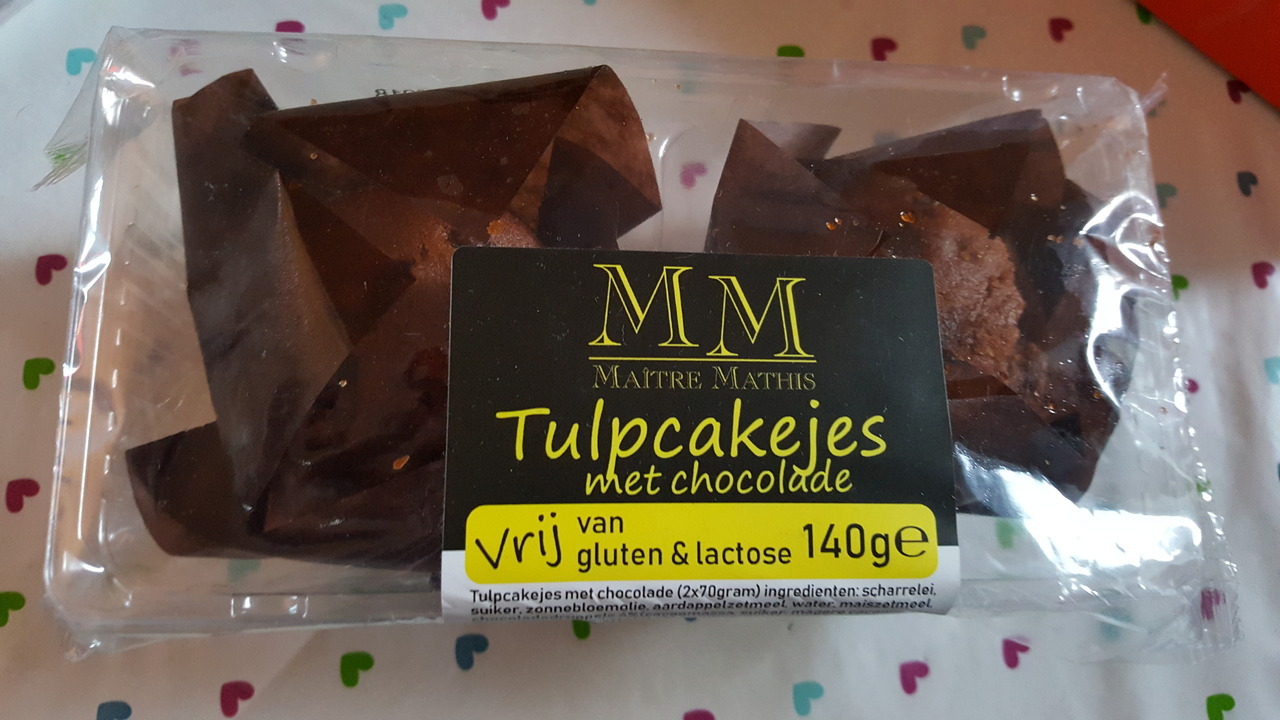 MM
MAÎTRE MATHIS
Tulpcakejes
met chocolade
Vrij van
gluten & lactose 140g℮
Tulpcakejes met chocolade (2x70gram) ingredienten: scharrelei,
suiker, zonnebloemolie, aardappelzetmeel, water, maiszetmeel,